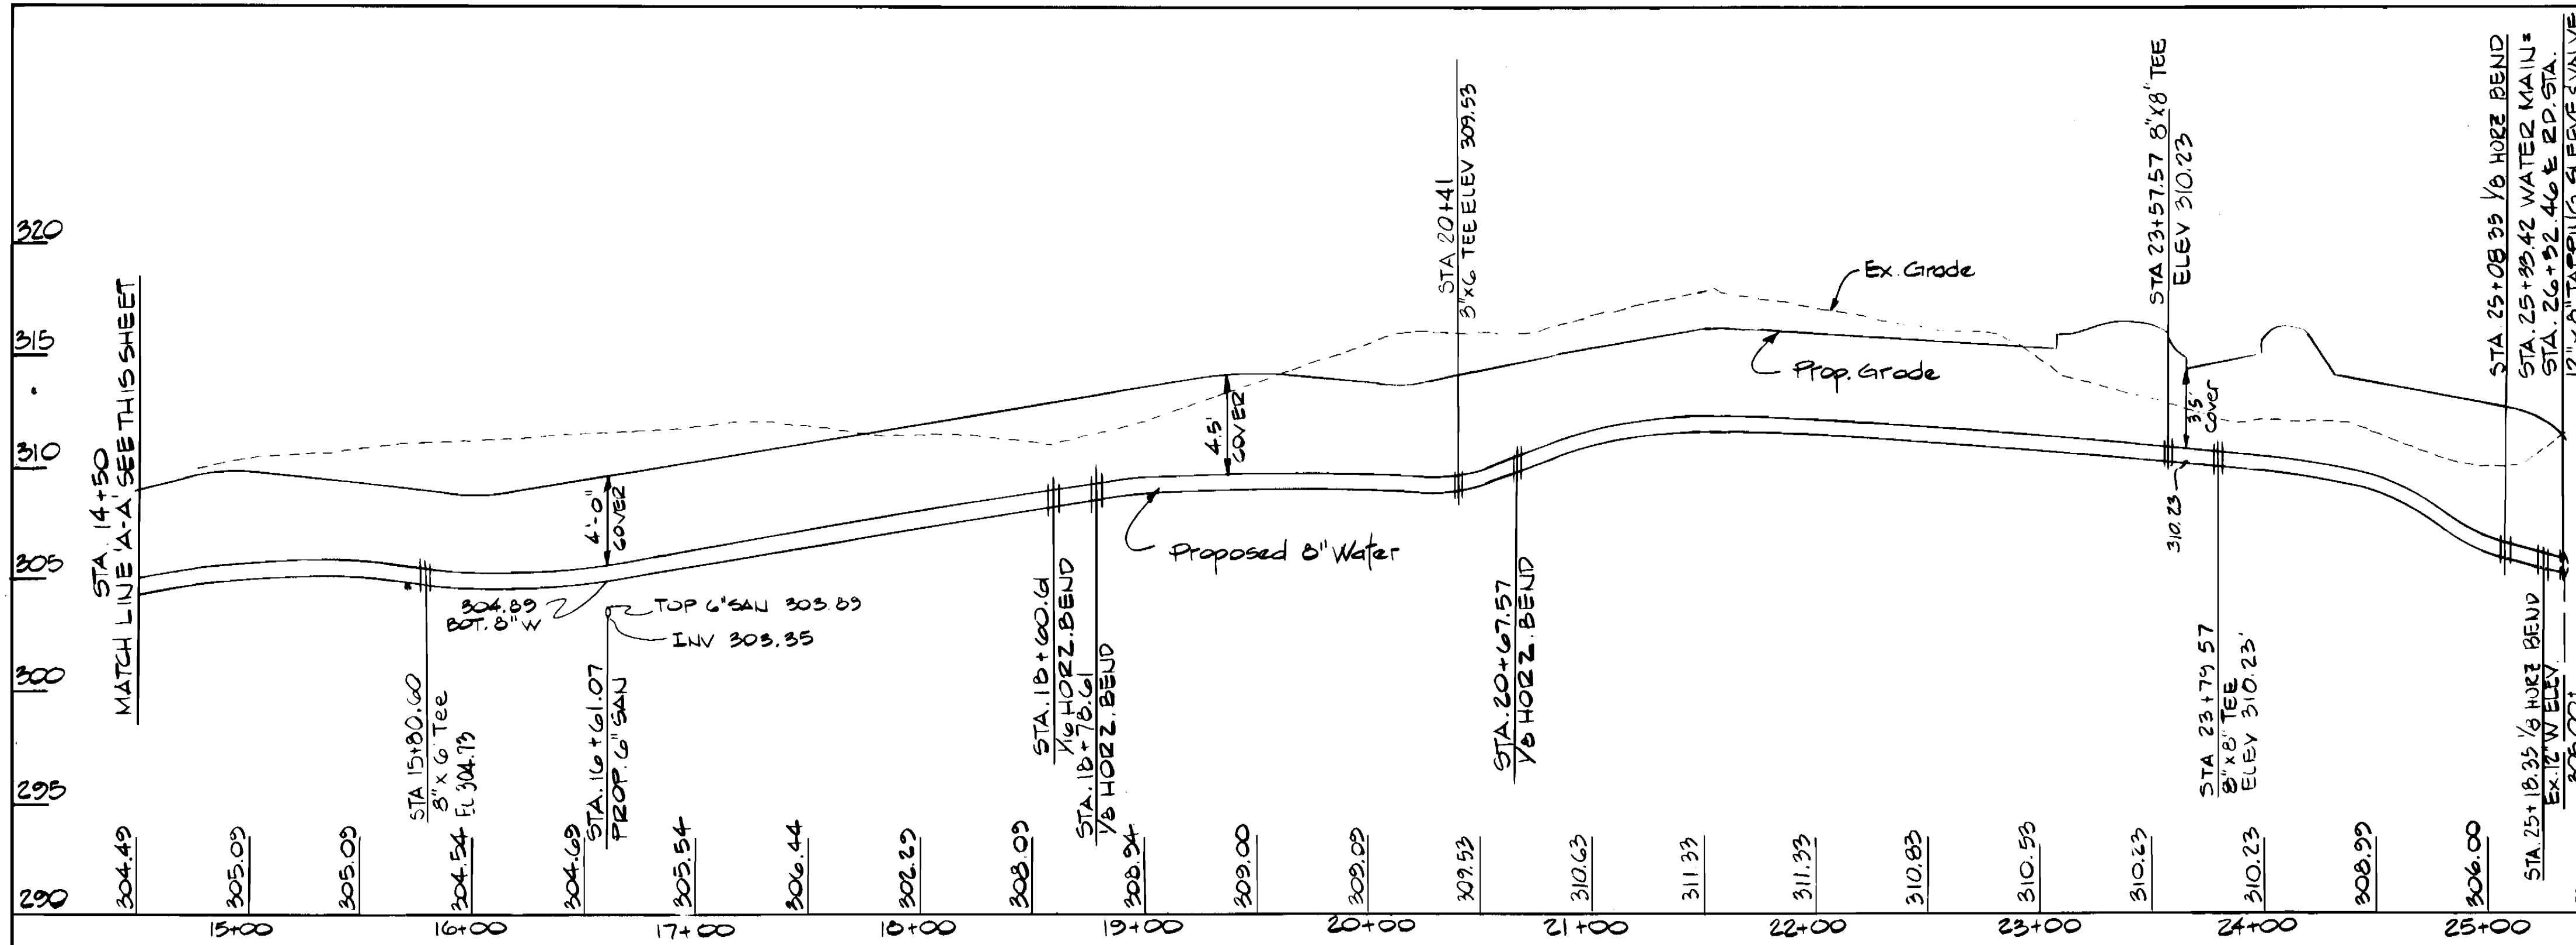 320
315
310
305
300
295
290
STA. 14+50
MATCH LINE 'A-A' SEE THIS SHEET
STA 15+80.60
8" x 6" Tee
EL 304.73
304.89
BOT. 8" W
4'-0"
COVER
TOP 6" SAN 303.89
INV 303.35
STA. 16+61.07
PROP. 6" SAN
STA. 18+60.61
1/16 HORZ. BEND
STA. 18+78.61
1/8 HORZ. BEND
4.5'
COVER
Proposed 8" Water
STA 20+41
TEE ELEV 309.53
STA. 20+67.57
1/8 HORZ. BEND
Ex. Grade
Prop. Grade
STA 23+57.57 8"x8" TEE
ELEV 310.23
3.5'
Cover
310.23
STA 23+79 57
8"x8" TEE
ELEV 310.23'
STA. 25+08 33 1/8 HORZ BEND
STA. 25+33.42 WATER MAIN =
STA. 26+32.46 ℄ RD. STA.
12"x8" TAPPING SLEEVE & VALVE
STA. 25+18.33 1/8 HORZ BEND
Ex. 12" W ELEV.
304.49
305.09
305.09
304.54
304.69
305.54
306.44
302.29
308.09
308.94
309.00
309.09
309.53
310.63
311.33
311.33
310.83
310.53
310.23
310.23
308.99
306.00
15+00
16+00
17+00
18+00
19+00
20+00
21+00
22+00
23+00
24+00
25+00